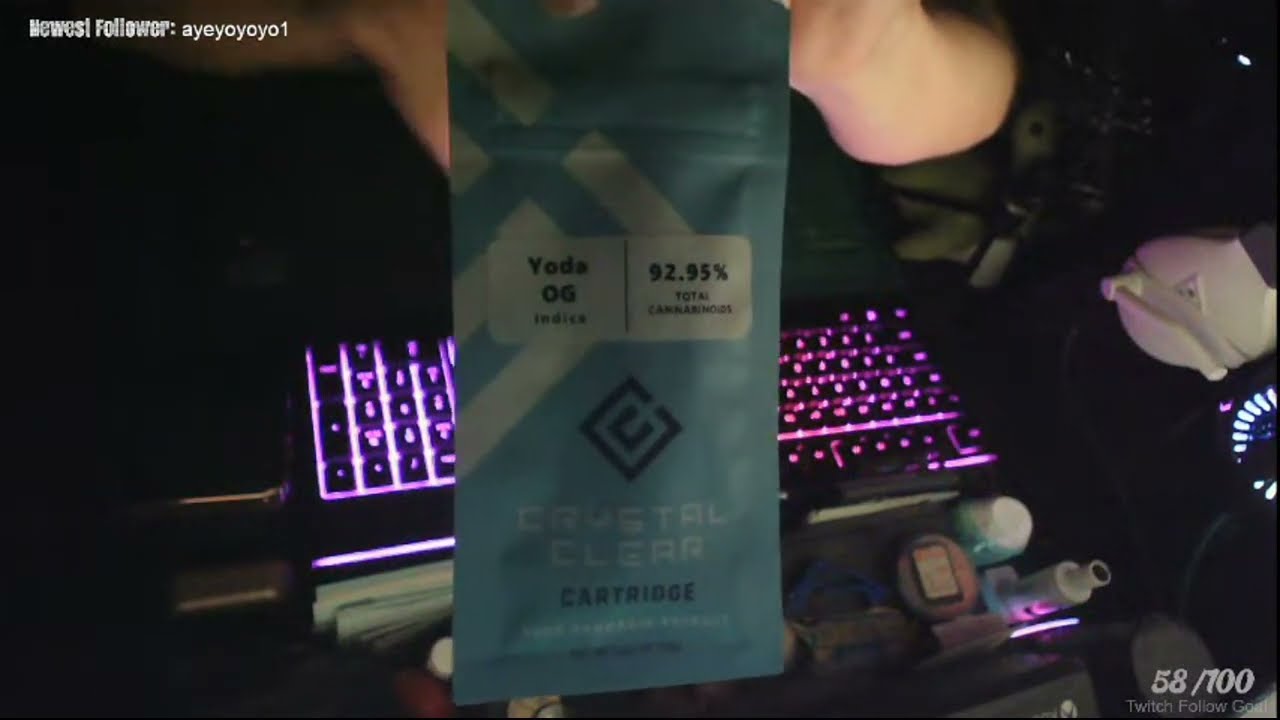 Newest Follower: ayeyoyoyo1
Yoda
OG
Indica
92.95%
TOTAL
CANNABINOIDS
CRYSTAL
CLEAR
CARTRIDGE
58 /100
Twitch Follow Goal